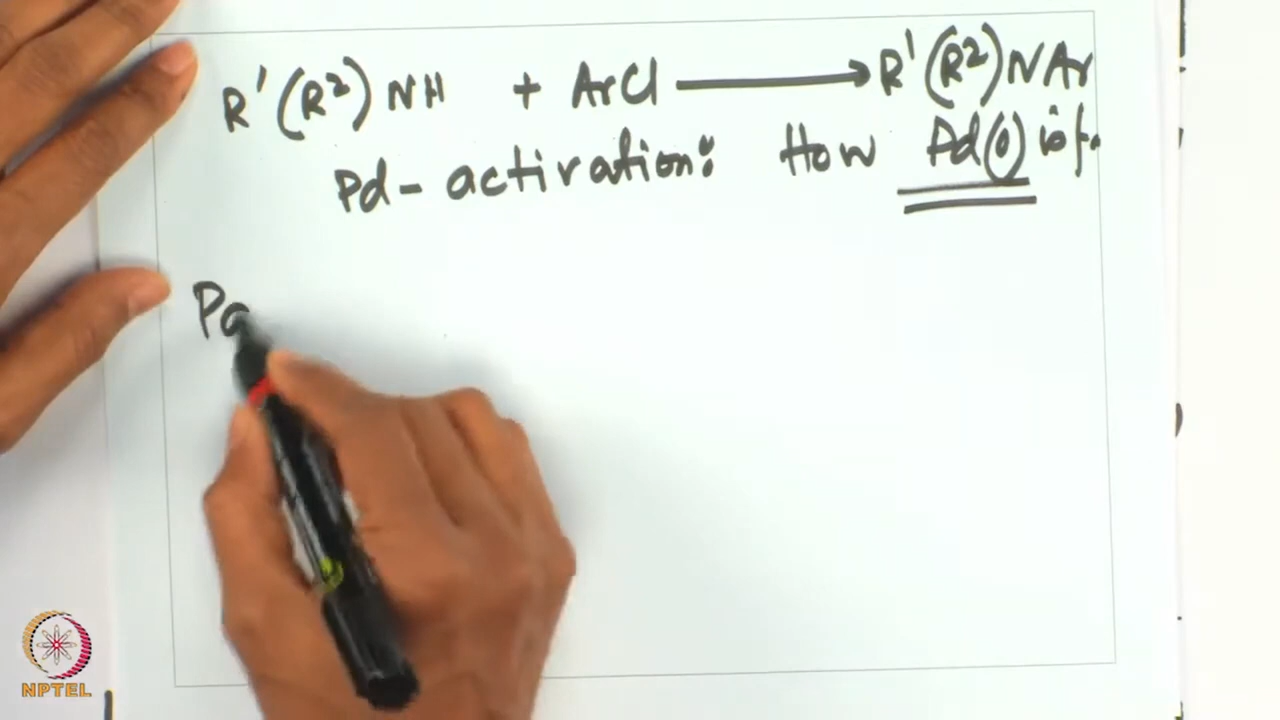 R'(R²)NH + ArCl ⟶ R'(R²)NAr
Pd-activation: How Pd(0) is f.
Pd
NPTEL